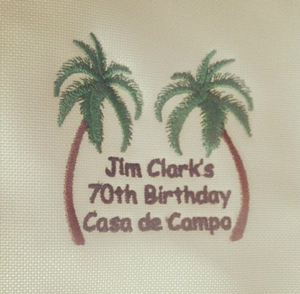 Jim Clark's
70th Birthday
Casa de Campo